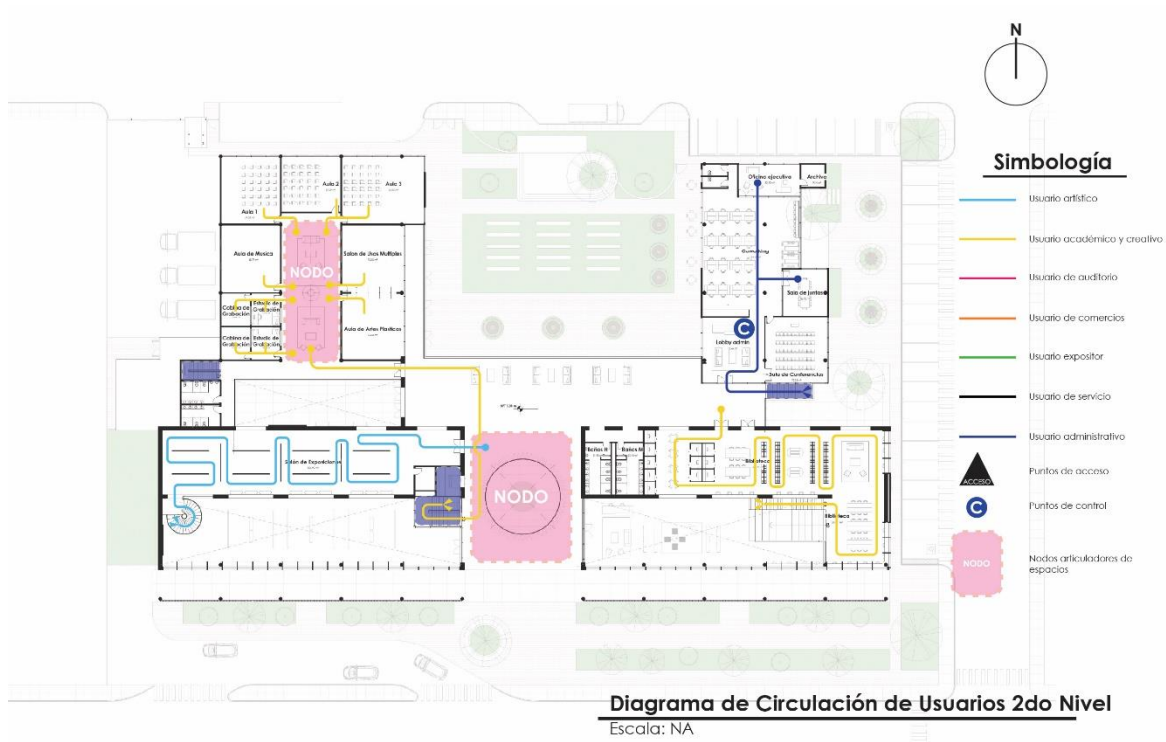 N
Simbología
Usuario artístico
Usuario académico y creativo
Usuario de auditorio
Usuario de comercios
Usuario expositor
Usuario de servicio
Usuario administrativo
ACCESO
Puntos de acceso
C
Puntos de control
NODO
Nodos articuladores de
espacios
Aula 1
Aula 2
Aula 3
NODO
Aula de Musica
Salon de Usos Multiples
Cabina de
Grabación
Estudio de
Grabación
Cabina de
Grabación
Estudio de
Grabación
Aula de Artes Plasticas
Oficina ejecutivo
Archivo
Coworking
Sala de juntas
C
Lobby admin
Sala de Conferencias
Salón de Exposiciones
NODO
Baños H
Baños M
Biblioteca
Biblioteca
Diagrama de Circulación de Usuarios 2do Nivel
Escala: NA